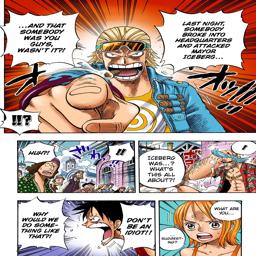 LAST NIGHT,
SOMEBODY
BROKE INTO
HEADQUARTERS
AND ATTACKED
MAYOR
ICEBERG...
...AND THAT
SOMEBODY
WAS YOU
GUYS,
WASN'T IT?!
!!?
ICEBERG
WAS...?
WHAT'S
THIS ALL
ABOUT?!
!!
HUH?!
WHAT ARE
YOU...
SUGGEST-
ING?
DON'T
BE AN
IDIOT!!
WHY
WOULD WE
DO SOME-
THING LIKE
THAT?!